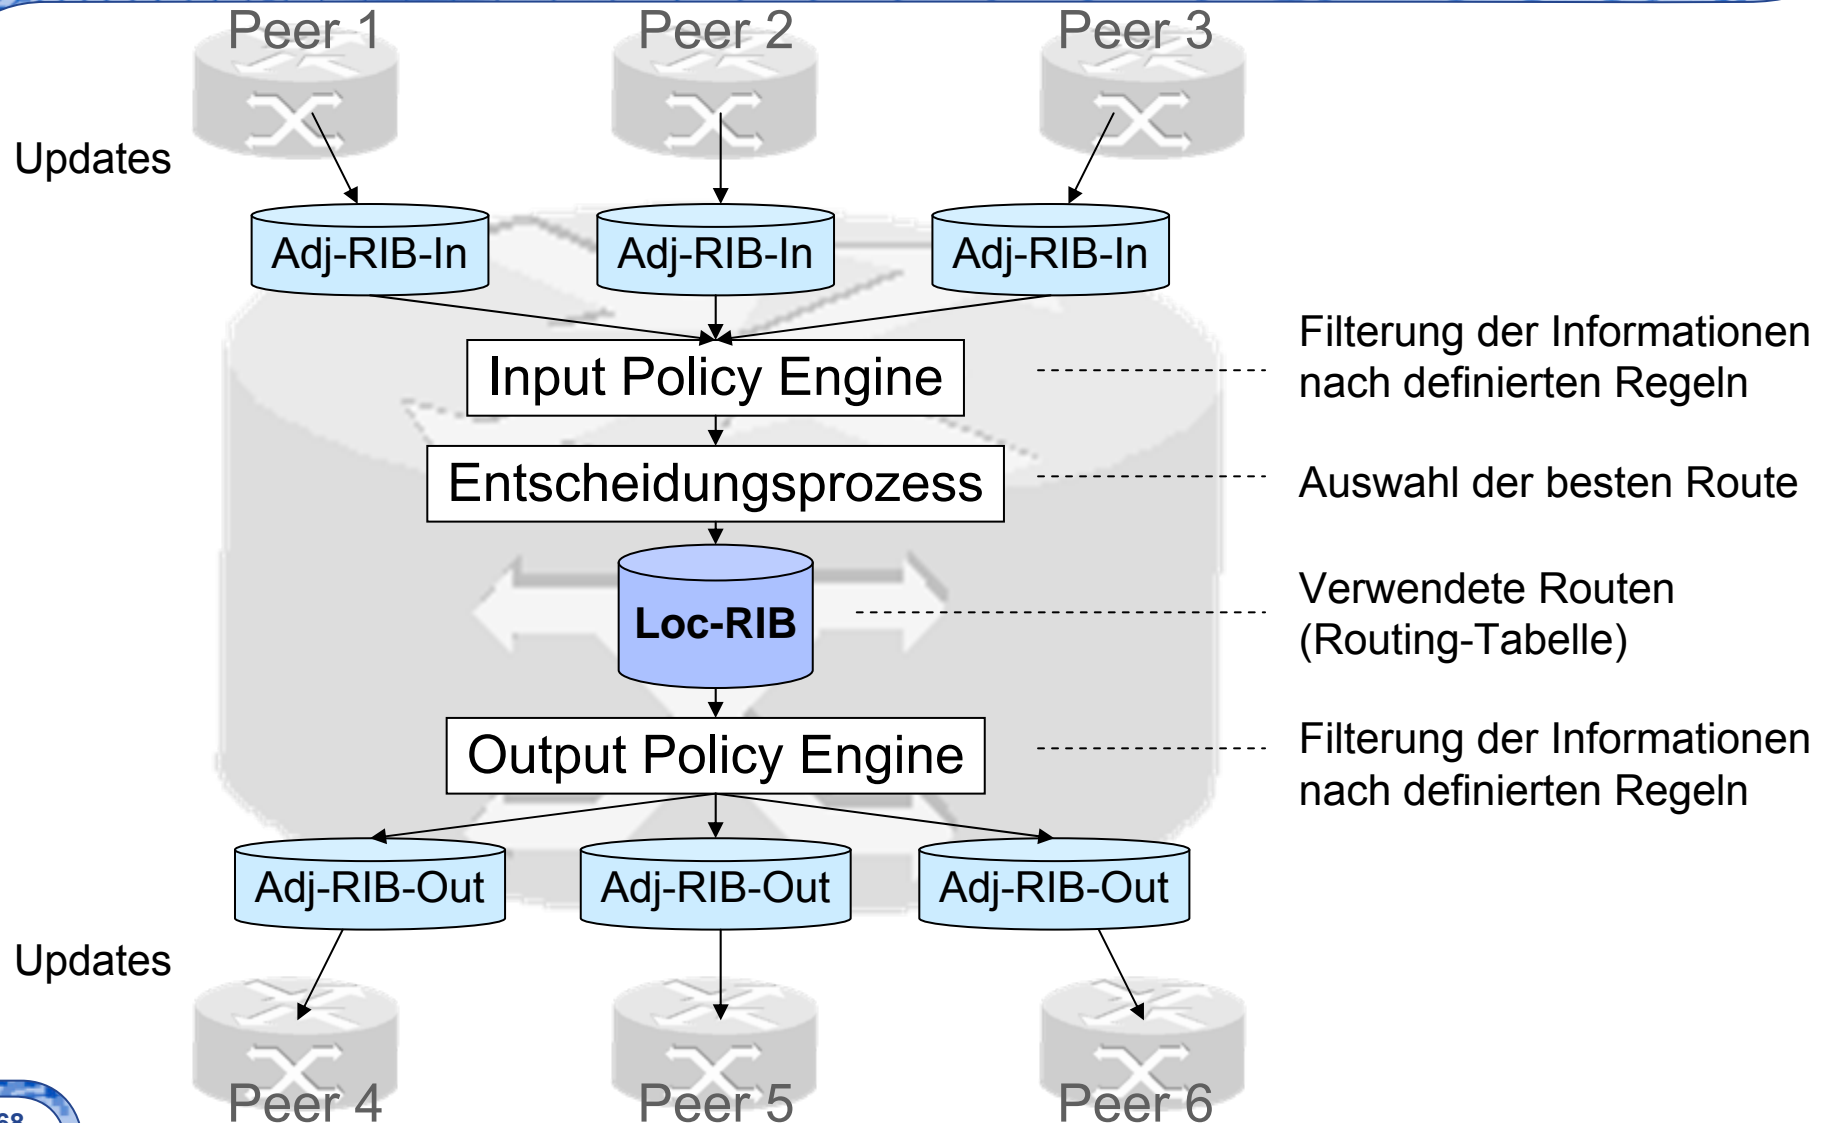 Peer 1
Peer 2
Peer 3
Updates
Adj-RIB-In
Adj-RIB-In
Adj-RIB-In
Input Policy Engine
Filterung der Informationen
nach definierten Regeln
Entscheidungsprozess
Auswahl der besten Route
Loc-RIB
Verwendete Routen
(Routing-Tabelle)
Output Policy Engine
Filterung der Informationen
nach definierten Regeln
Adj-RIB-Out
Adj-RIB-Out
Adj-RIB-Out
Updates
Peer 4
Peer 5
Peer 6